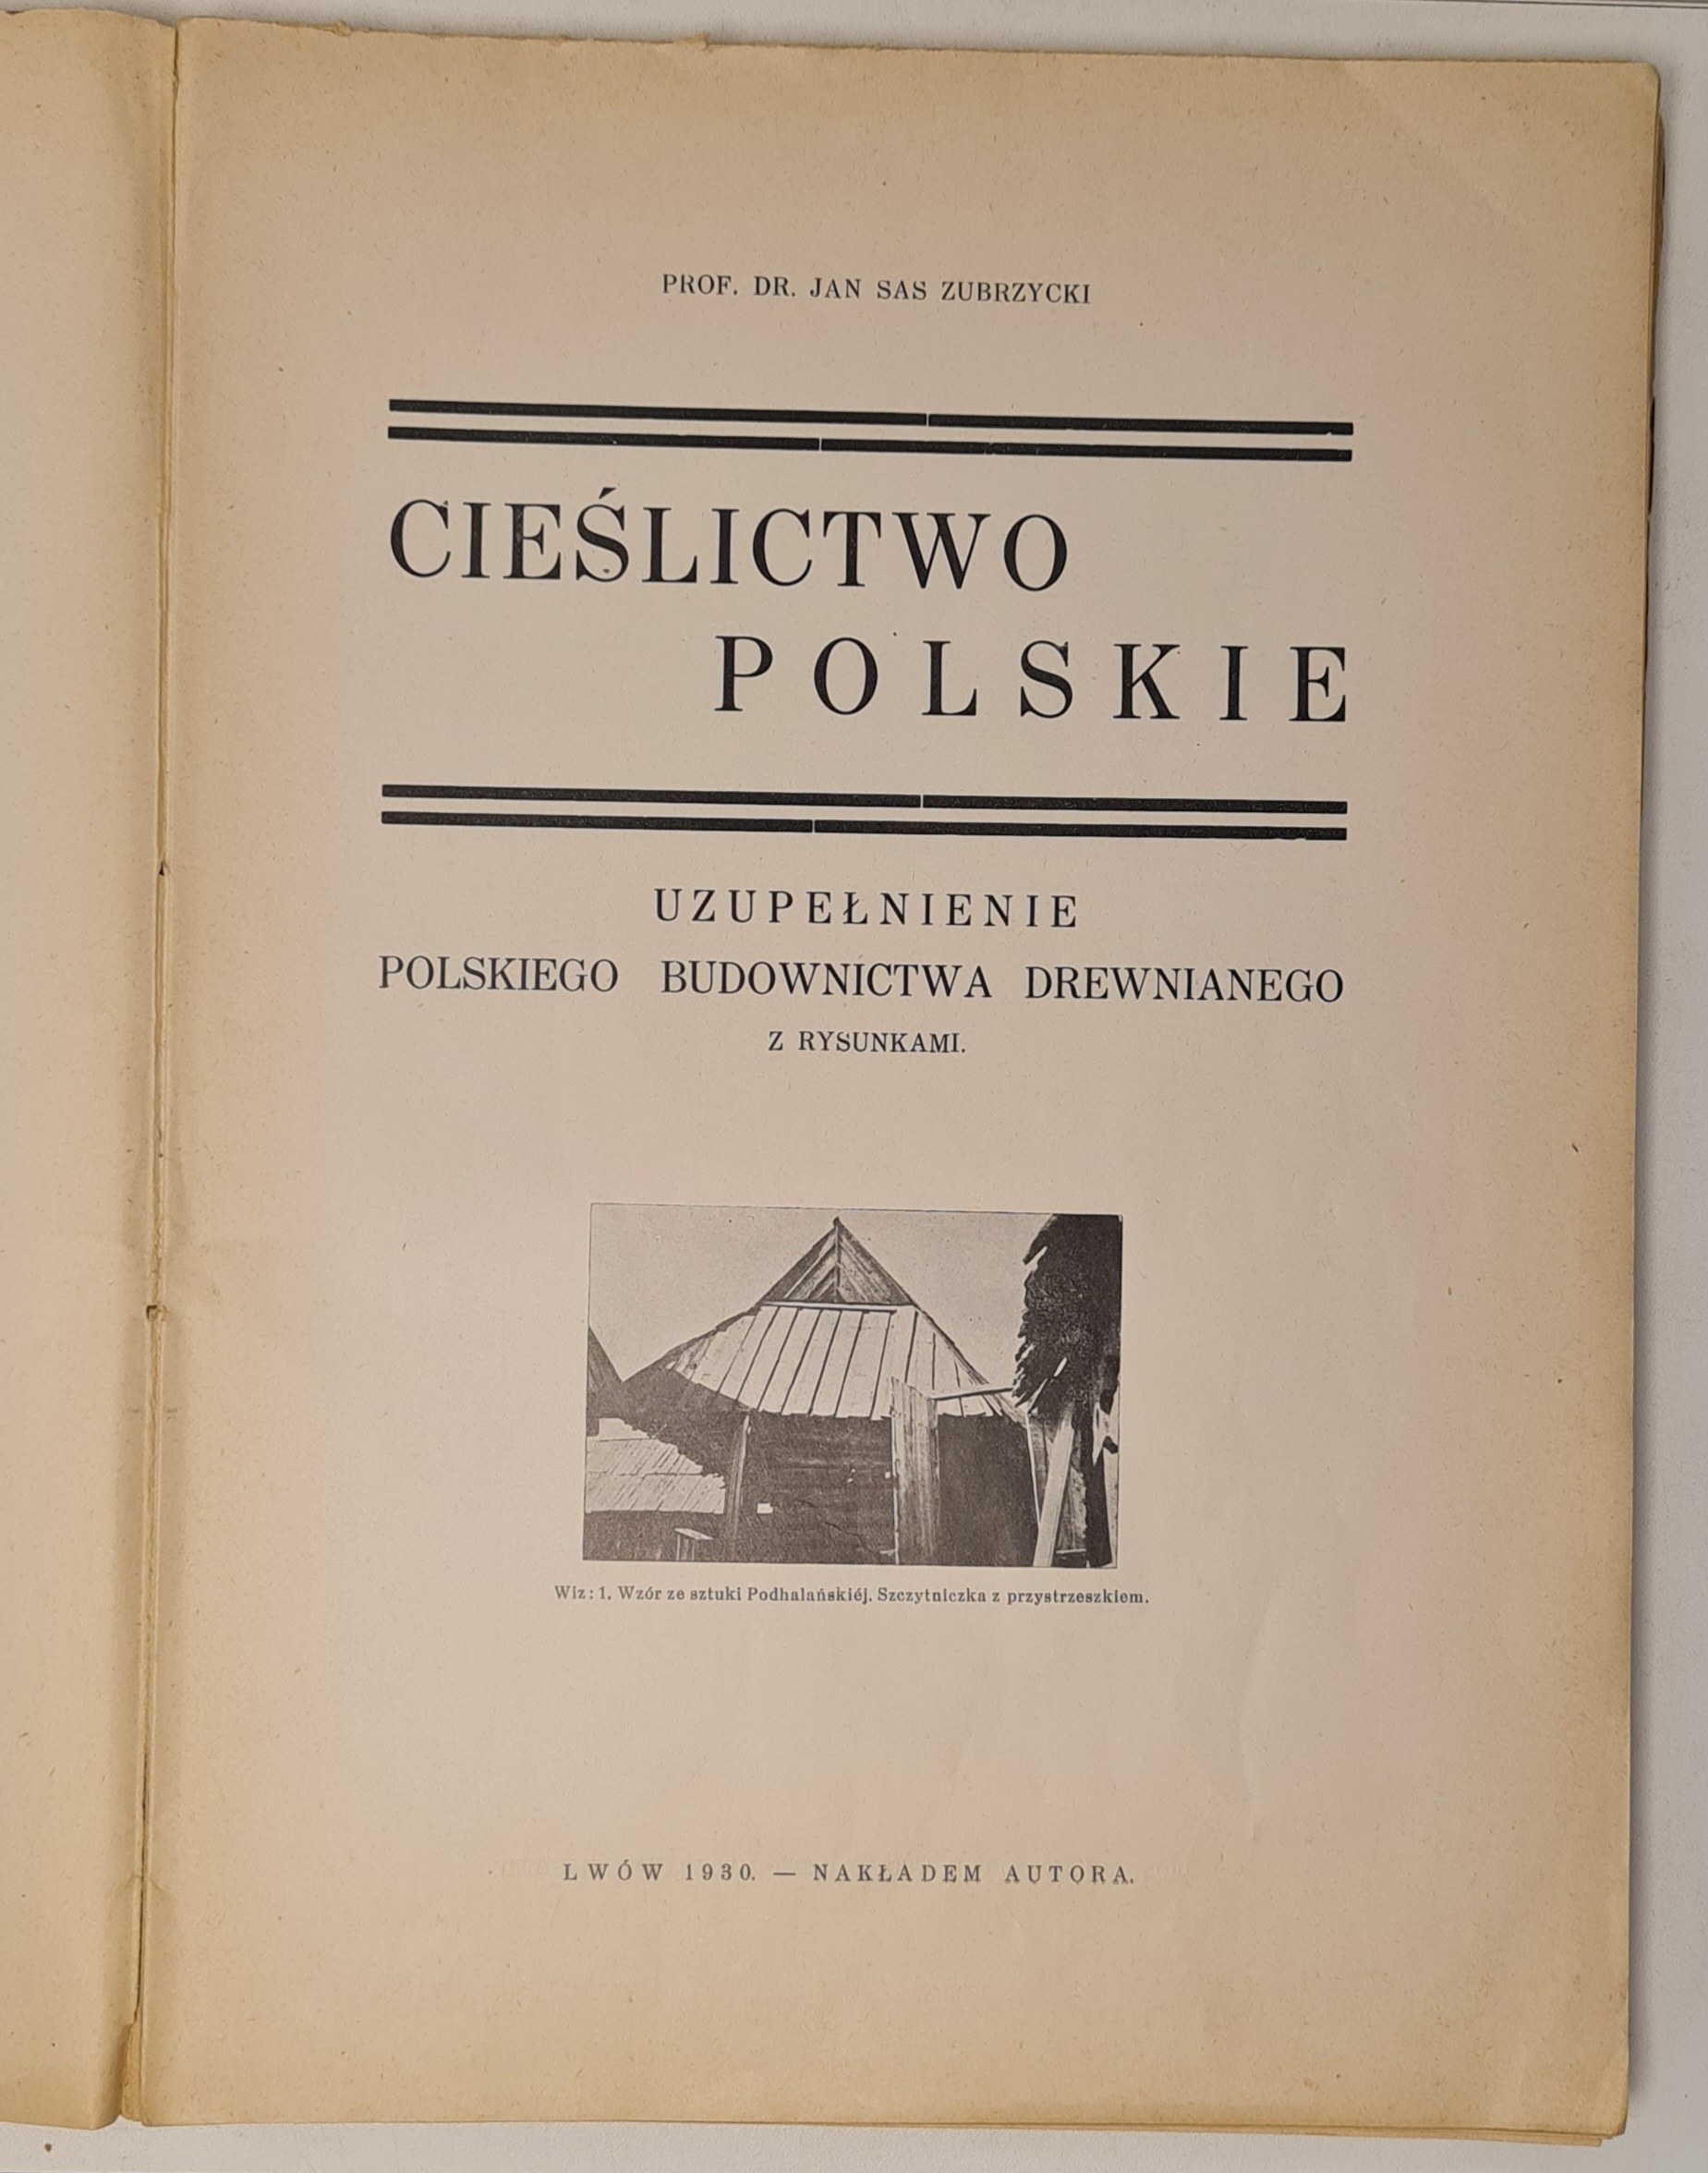 PROF. DR. JAN SAS ZUBRZYCKI
CIEŚLICTWO
POLSKIE
UZUPEŁNIENIE
POLSKIEGO BUDOWNICTWA DREWNIANEGO
Z RYSUNKAMI.
Wiz: 1. Wzór ze sztuki Podhalańskiéj. Szczytniczka z przystrzeszkiem.
LWÓW 1930. — NAKŁADEM AUTORA.